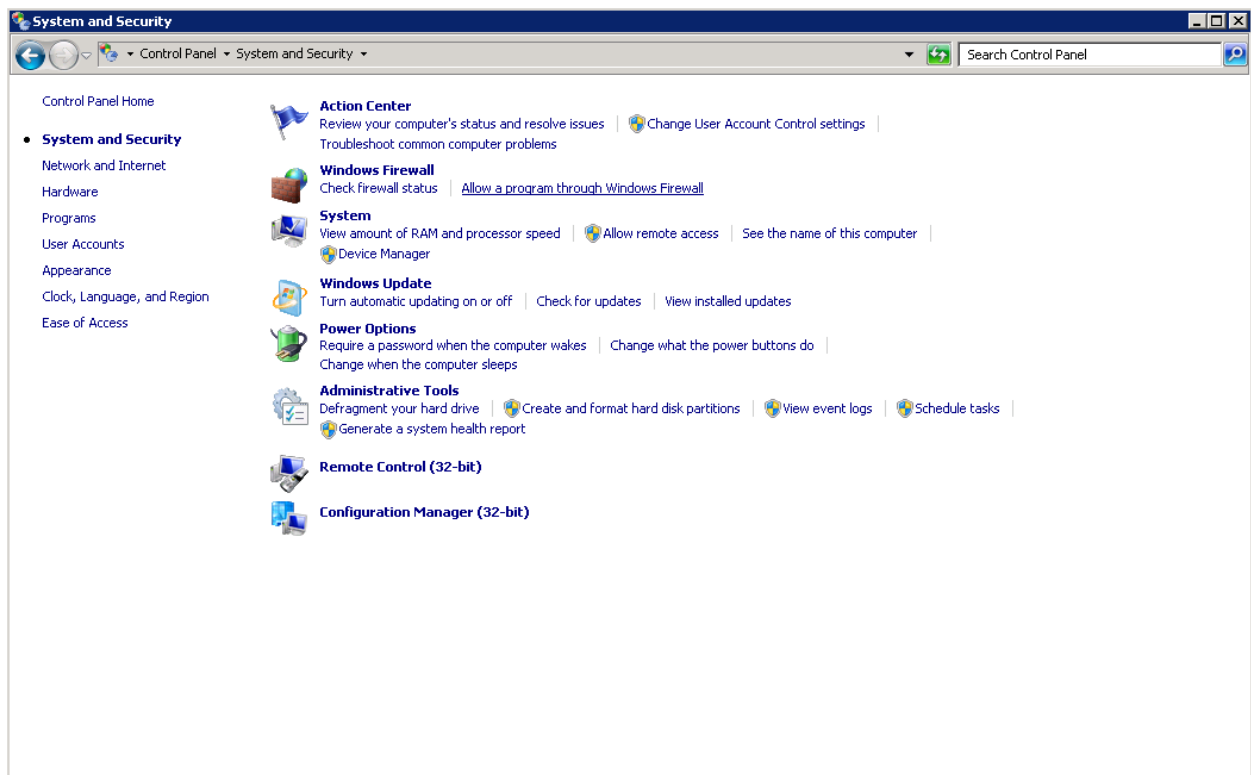 System and Security
Control Panel System and Security
Search Control Panel
Control Panel Home
System and Security
Network and Internet
Hardware
Programs
User Accounts
Appearance
Clock, Language, and Region
Ease of Access
Action Center
Review your computer's status and resolve issues Change User Account Control settings
Troubleshoot common computer problems
Windows Firewall
Check firewall status Allow a program through Windows Firewall
System
View amount of RAM and processor speed Allow remote access See the name of this computer
Device Manager
Windows Update
Turn automatic updating on or off Check for updates View installed updates
Power Options
Require a password when the computer wakes Change what the power buttons do
Change when the computer sleeps
Administrative Tools
Defragment your hard drive Create and format hard disk partitions View event logs Schedule tasks
Generate a system health report
Remote Control (32-bit)
Configuration Manager (32-bit)